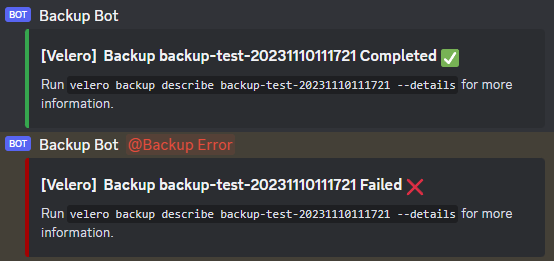 BOT Backup Bot
[Velero] Backup backup-test-20231110111721 Completed ✅
Run velero backup describe backup-test-20231110111721 --details for more
information.
BOT Backup Bot @Backup Error
[Velero] Backup backup-test-20231110111721 Failed ❌
Run velero backup describe backup-test-20231110111721 --details for more
information.